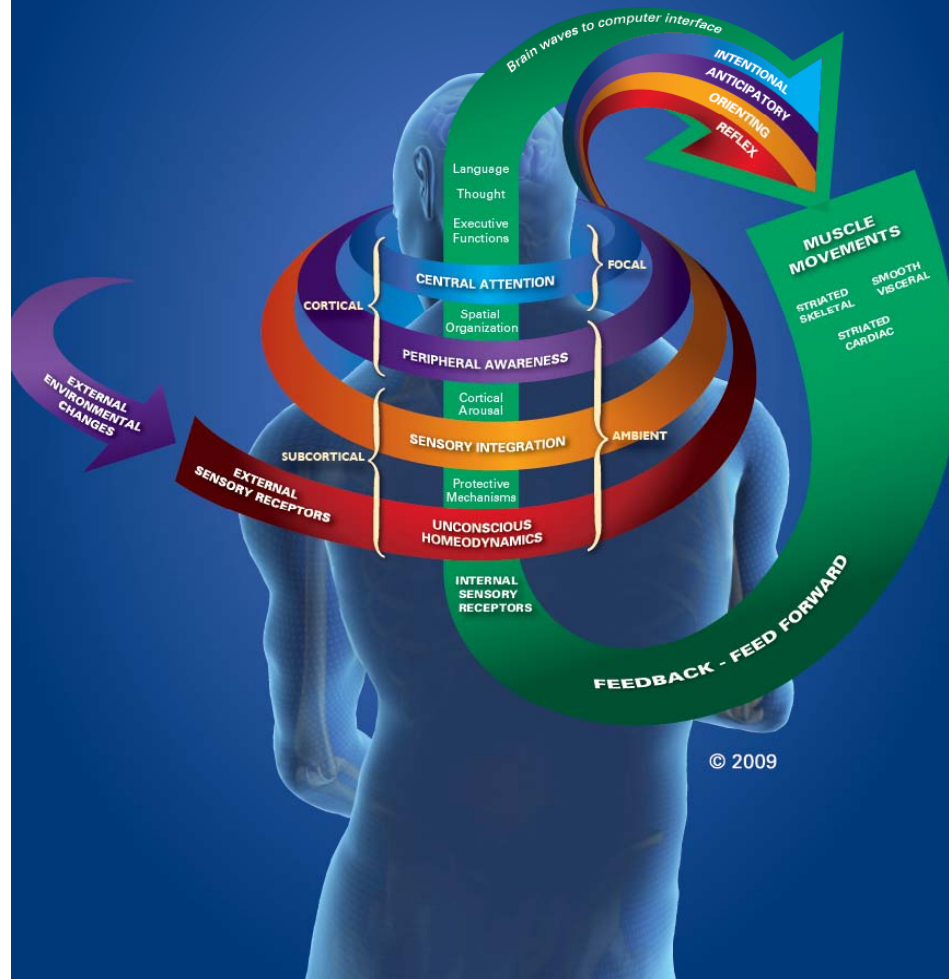 Brain waves to computer interface
INTENTIONAL
ANTICIPATORY
ORIENTING
REFLEX
Language
Thought
Executive
Functions
MUSCLE
MOVEMENTS
STRIATED
SKELETAL
SMOOTH
VISCERAL
STRIATED
CARDIAC
FOCAL
CENTRAL ATTENTION
CORTICAL
Spatial
Organization
PERIPHERAL AWARENESS
EXTERNAL
ENVIRONMENTAL
CHANGES
Cortical
Arousal
SENSORY INTEGRATION
AMBIENT
SUBCORTICAL
EXTERNAL
SENSORY RECEPTORS
Protective
Mechanisms
UNCONSCIOUS
HOMEODYNAMICS
INTERNAL
SENSORY
RECEPTORS
FEEDBACK - FEED FORWARD
© 2009